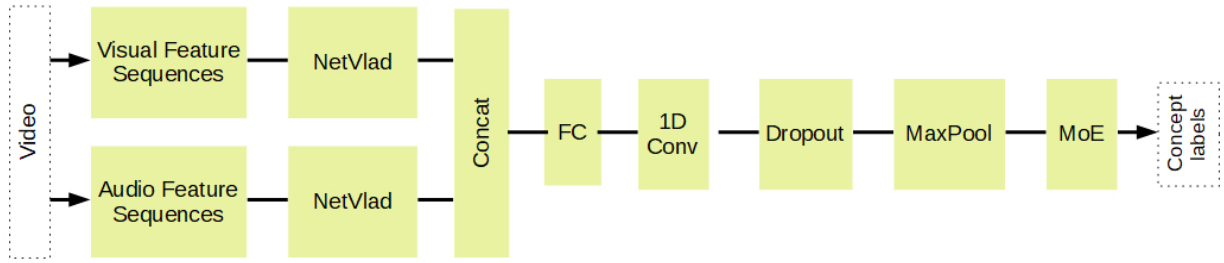 Video
Visual Feature
Sequences
NetVlad
Audio Feature
Sequences
NetVlad
Concat
FC
1D
Conv
Dropout
MaxPool
MoE
Concept
labels